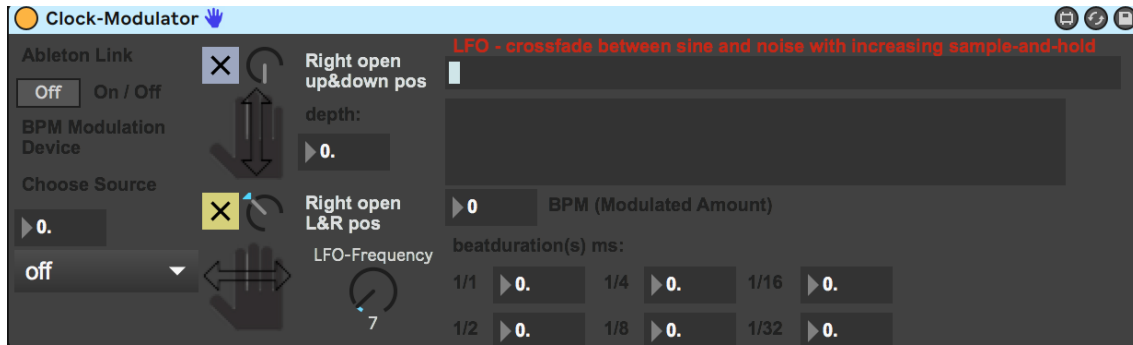 Clock-Modulator
Ableton Link
Off On / Off
BPM Modulation
Device
Choose Source
0.
off
Right open
up&down pos
depth:
0.
Right open
L&R pos
LFO-Frequency
7
LFO - crossfade between sine and noise with increasing sample-and-hold
0 BPM (Modulated Amount)
beatduration(s) ms:
1/1 0. 1/4 0. 1/16 0.
1/2 0. 1/8 0. 1/32 0.